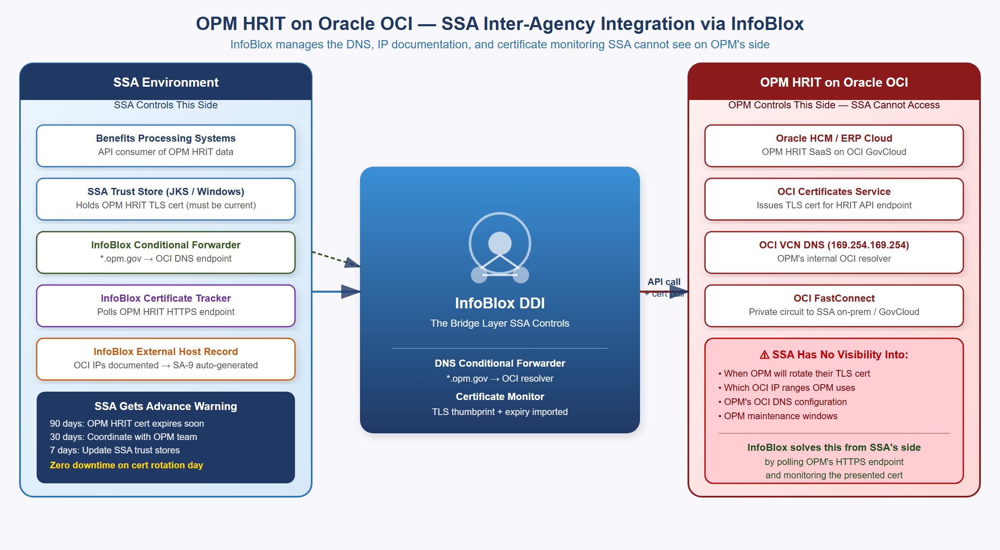 OPM HRIT on Oracle OCI — SSA Inter-Agency Integration via InfoBlox
InfoBlox manages the DNS, IP documentation, and certificate monitoring SSA cannot see on OPM's side
SSA Environment
SSA Controls This Side
Benefits Processing Systems
API consumer of OPM HRIT data
SSA Trust Store (JKS / Windows)
Holds OPM HRIT TLS cert (must be current)
InfoBlox Conditional Forwarder
*.opm.gov → OCI DNS endpoint
InfoBlox Certificate Tracker
Polls OPM HRIT HTTPS endpoint
InfoBlox External Host Record
OCI IPs documented → SA-9 auto-generated
SSA Gets Advance Warning
90 days: OPM HRIT cert expires soon
30 days: Coordinate with OPM team
7 days: Update SSA trust stores
Zero downtime on cert rotation day
InfoBlox DDI
The Bridge Layer SSA Controls
DNS Conditional Forwarder
*.opm.gov → OCI resolver
Certificate Monitor
TLS thumbprint + expiry imported
API call
+ cert pull
OPM HRIT on Oracle OCI
OPM Controls This Side — SSA Cannot Access
Oracle HCM / ERP Cloud
OPM HRIT SaaS on OCI GovCloud
OCI Certificates Service
Issues TLS cert for HRIT API endpoint
OCI VCN DNS (169.254.169.254)
OPM's internal OCI resolver
OCI FastConnect
Private circuit to SSA on-prem / GovCloud
⚠ SSA Has No Visibility Into:
• When OPM will rotate their TLS cert
• Which OCI IP ranges OPM uses
• OPM's OCI DNS configuration
• OPM maintenance windows
InfoBlox solves this from SSA's side
by polling OPM's HTTPS endpoint
and monitoring the presented cert